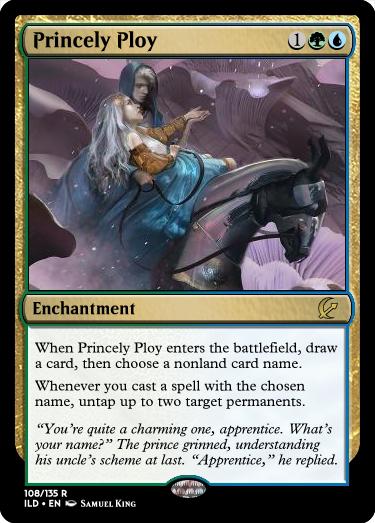 Princely Ploy 1
Enchantment
When Princely Ploy enters the battlefield, draw
a card, then choose a nonland card name.
Whenever you cast a spell with the chosen
name, untap up to two target permanents.
“You’re quite a charming one, apprentice. What’s
your name?” The prince grinned, understanding
his uncle’s scheme at last. “Apprentice,” he replied.
108/135 R
ILD • EN SAMUEL KING